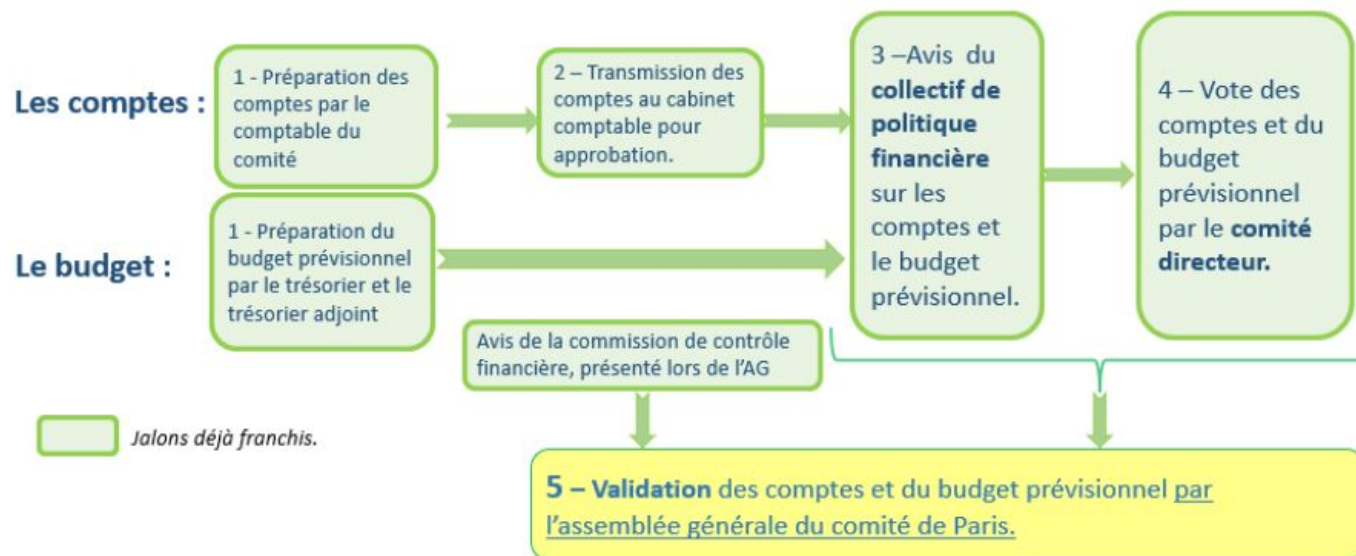 Les comptes :
1 - Préparation des
comptes par le
comptable du
comité
2 – Transmission des
comptes au cabinet
comptable pour
approbation.
3 –Avis du
collectif de
politique
financière
sur les
comptes et
le budget
prévisionnel.
4 – Vote des
comptes et du
budget
prévisionnel
par le comité
directeur.
Le budget :
1 - Préparation du
budget prévisionnel
par le trésorier et le
trésorier adjoint
Avis de la commission de contrôle
financière, présenté lors de l’AG
Jalons déjà franchis.
5 – Validation des comptes et du budget prévisionnel par
l’assemblée générale du comité de Paris.